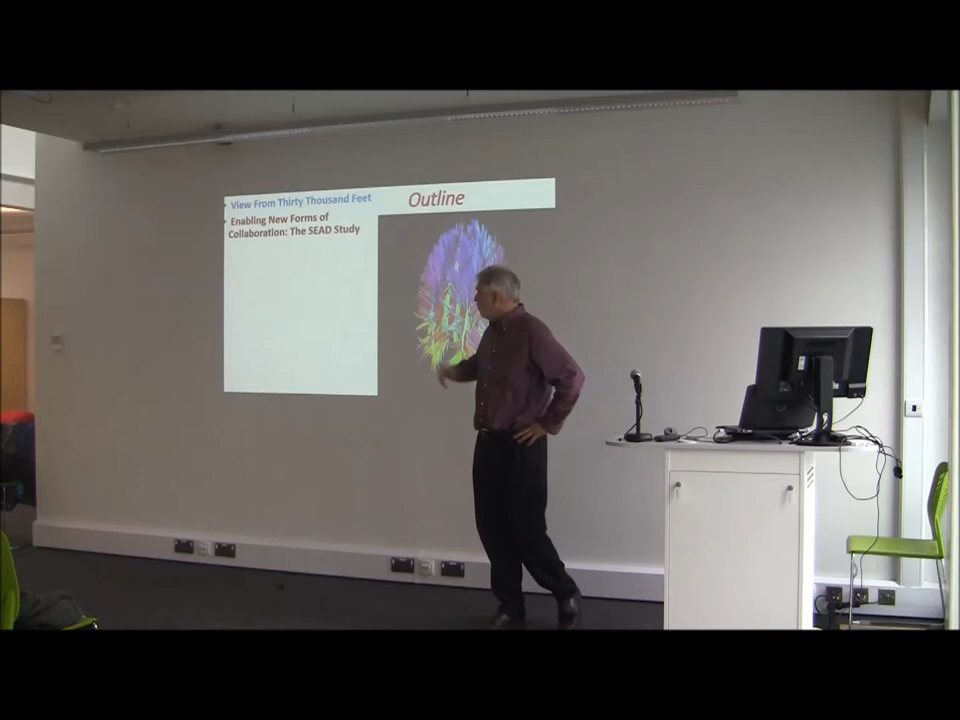 Outline
• View From Thirty Thousand Feet
• Enabling New Forms of
Collaboration: The SEAD Study